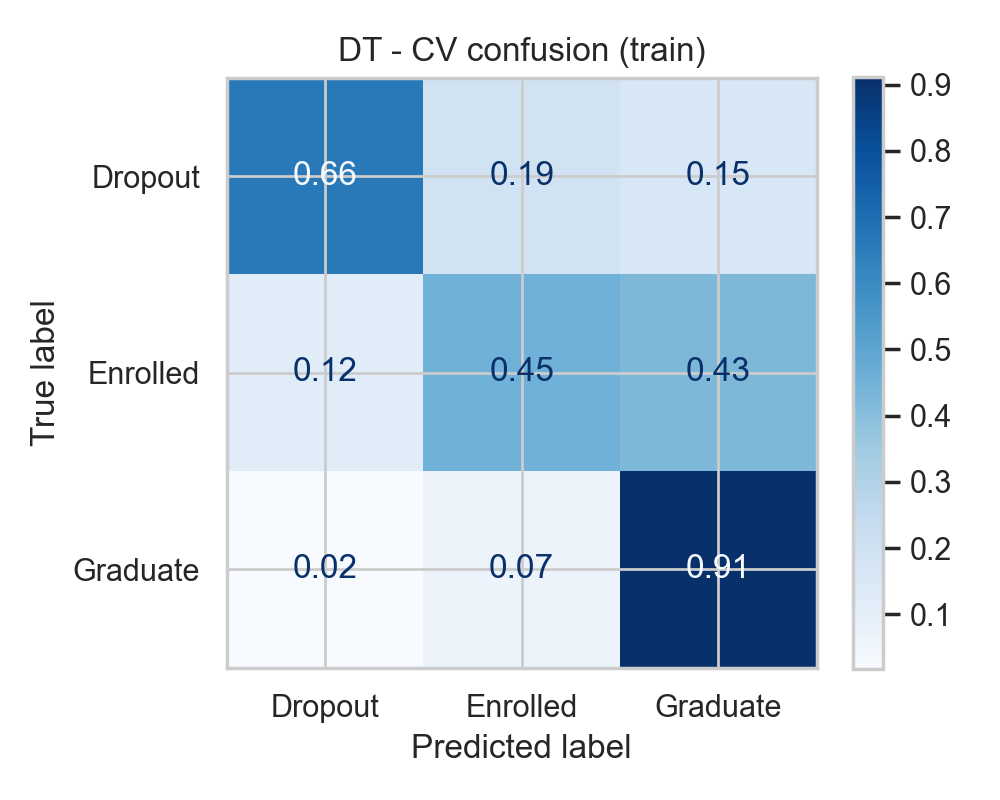 DT - CV confusion (train)
True label
Dropout 0.66 0.19 0.15
Enrolled 0.12 0.45 0.43
Graduate 0.02 0.07 0.91
Dropout Enrolled Graduate
Predicted label
0.9
0.8
0.7
0.6
0.5
0.4
0.3
0.2
0.1